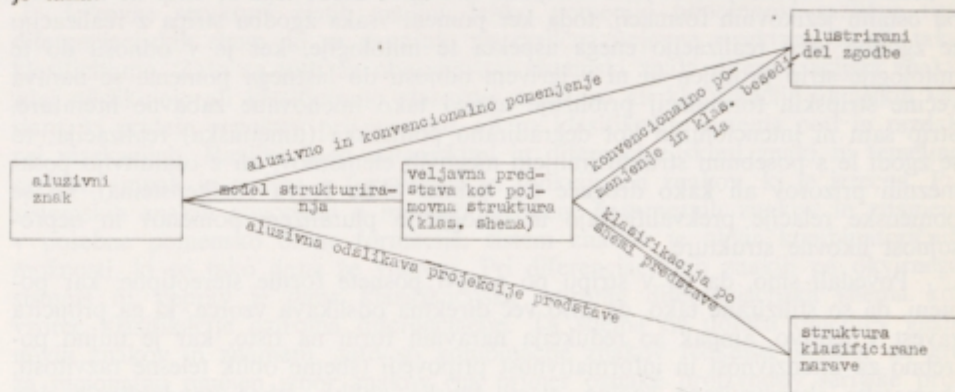 ilustrirani
del zgodbe
aluzivno in konvencionalno pomenjenje
konvencionalno po-
menjenje in klas. besedi-
la
aluzivni
znak
model strukturira-
nja
veljavna pred-
stava kot poj-
movna struktura
(klas. shema)
klasifikacija po
shemi predstave
aluzivna odslikava projekcije predstave
struktura
klasificirane
narave